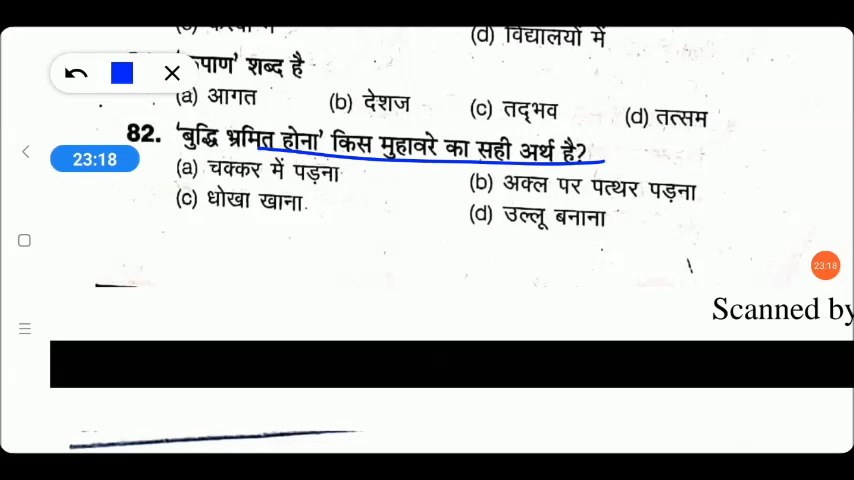 (d) विद्यालयों में
शब्द है
(a) आगत (b) देशज (c) तद्भव (d) तत्सम
82. 'बुद्धि भ्रमित होना' किस मुहावरे का सही अर्थ है?
23:18
(a) चक्कर में पड़ना (b) अक्ल पर पत्थर पड़ना
(c) धोखा खाना (d) उल्लू बनाना
23:18
Scanned by